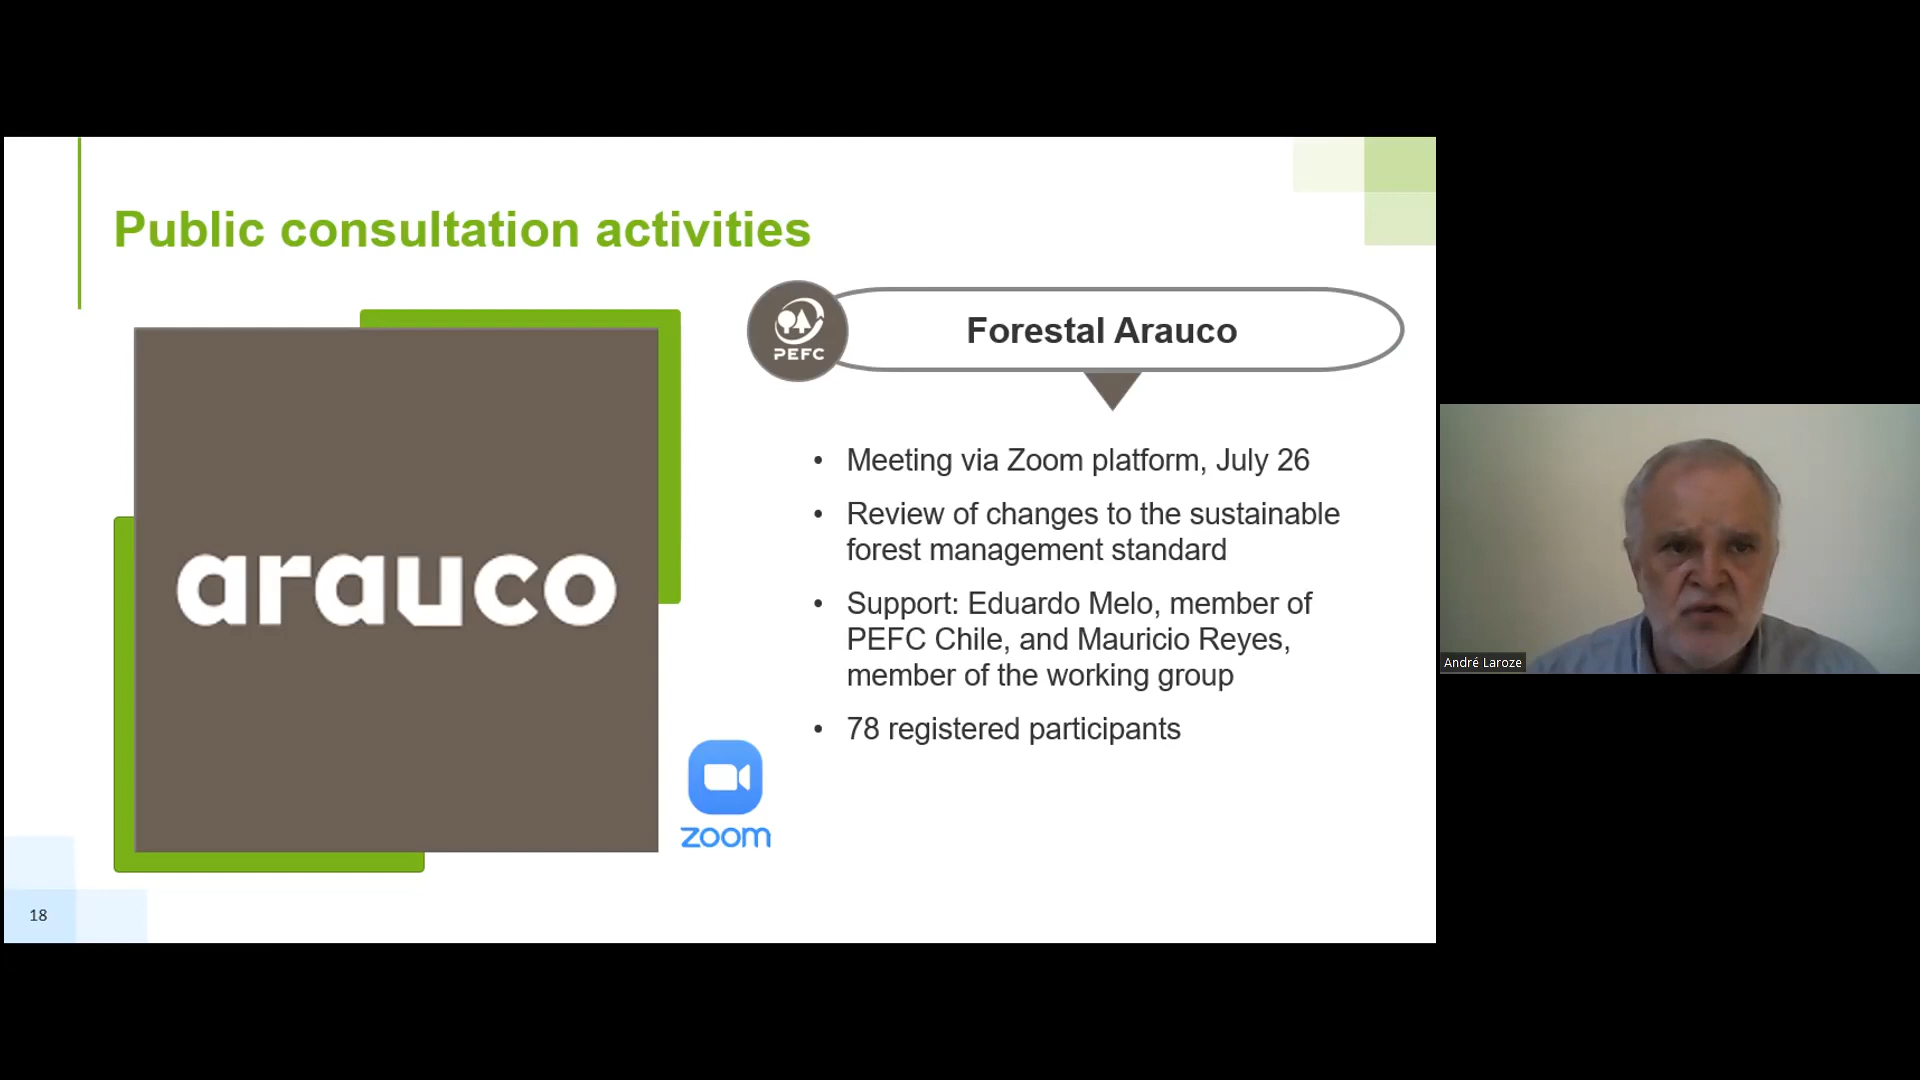 Public consultation activities
PEFC
Forestal Arauco
arauco
• Meeting via Zoom platform, July 26
• Review of changes to the sustainable
forest management standard
• Support: Eduardo Melo, member of
PEFC Chile, and Mauricio Reyes,
member of the working group
• 78 registered participants
zoom
18
André Laroze